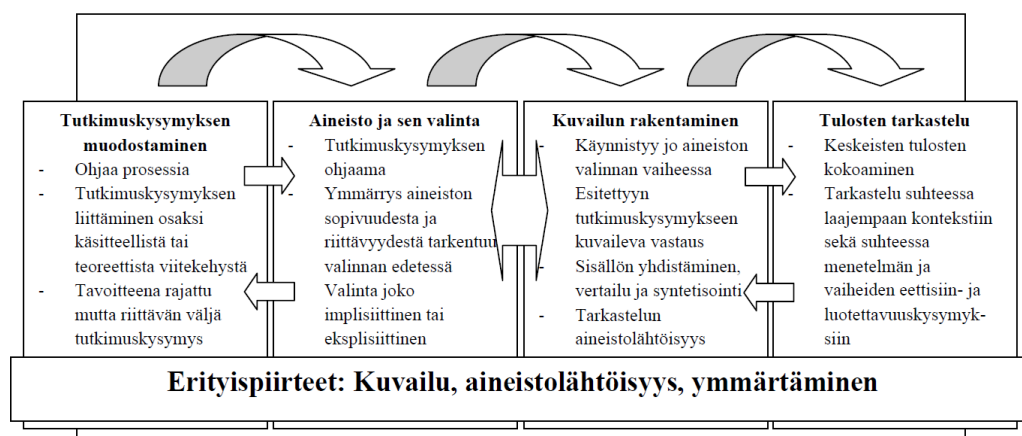 Tutkimuskysymyksen
muodostaminen
- Ohjaa prosessia
- Tutkimuskysymyksen
liittäminen osaksi
käsitteellistä tai
teoreettista viitekehystä
- Tavoitteena rajattu
mutta riittävän väljä
tutkimuskysymys
Aineisto ja sen valinta
- Tutkimuskysymyksen
ohjaama
- Ymmärrys aineiston
sopivuudesta ja
riittävyydestä tarkentuu
valinnan edetessä
- Valinta joko
implisiittinen tai
eksplisiittinen
Kuvailun rakentaminen
- Käynnistyy jo aineiston
valinnan vaiheessa
- Esitettyyn
tutkimuskysymykseen
kuvaileva vastaus
- Sisällön yhdistäminen,
vertailu ja syntetisointi
- Tarkastelun
aineistolähtöisyys
Tulosten tarkastelu
- Keskeisten tulosten
kokoaminen
- Tarkastelu suhteessa
laajempaan kontekstiin
sekä suhteessa
menetelmän ja
vaiheiden eettisiin- ja
luotettavuuskysymyk-
siin
Erityispiirteet: Kuvailu, aineistolähtöisyys, ymmärtäminen